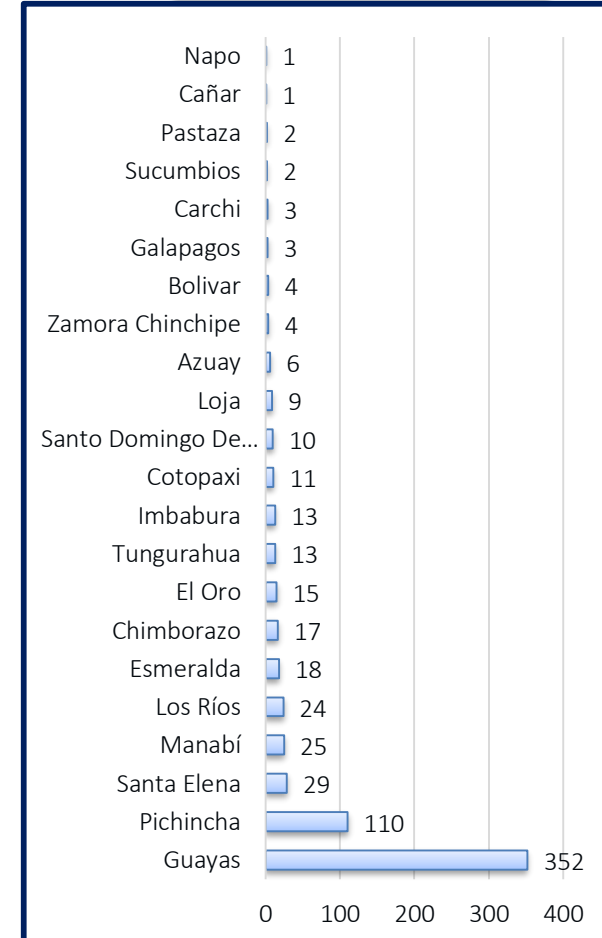 Napo 1
Cañar 1
Pastaza 2
Sucumbios 2
Carchi 3
Galapagos 3
Bolivar 4
Zamora Chinchipe 4
Azuay 6
Loja 9
Santo Domingo De... 10
Cotopaxi 11
Imbabura 13
Tungurahua 13
El Oro 15
Chimborazo 17
Esmeralda 18
Los Ríos 24
Manabí 25
Santa Elena 29
Pichincha 110
Guayas 352
0 100 200 300 400